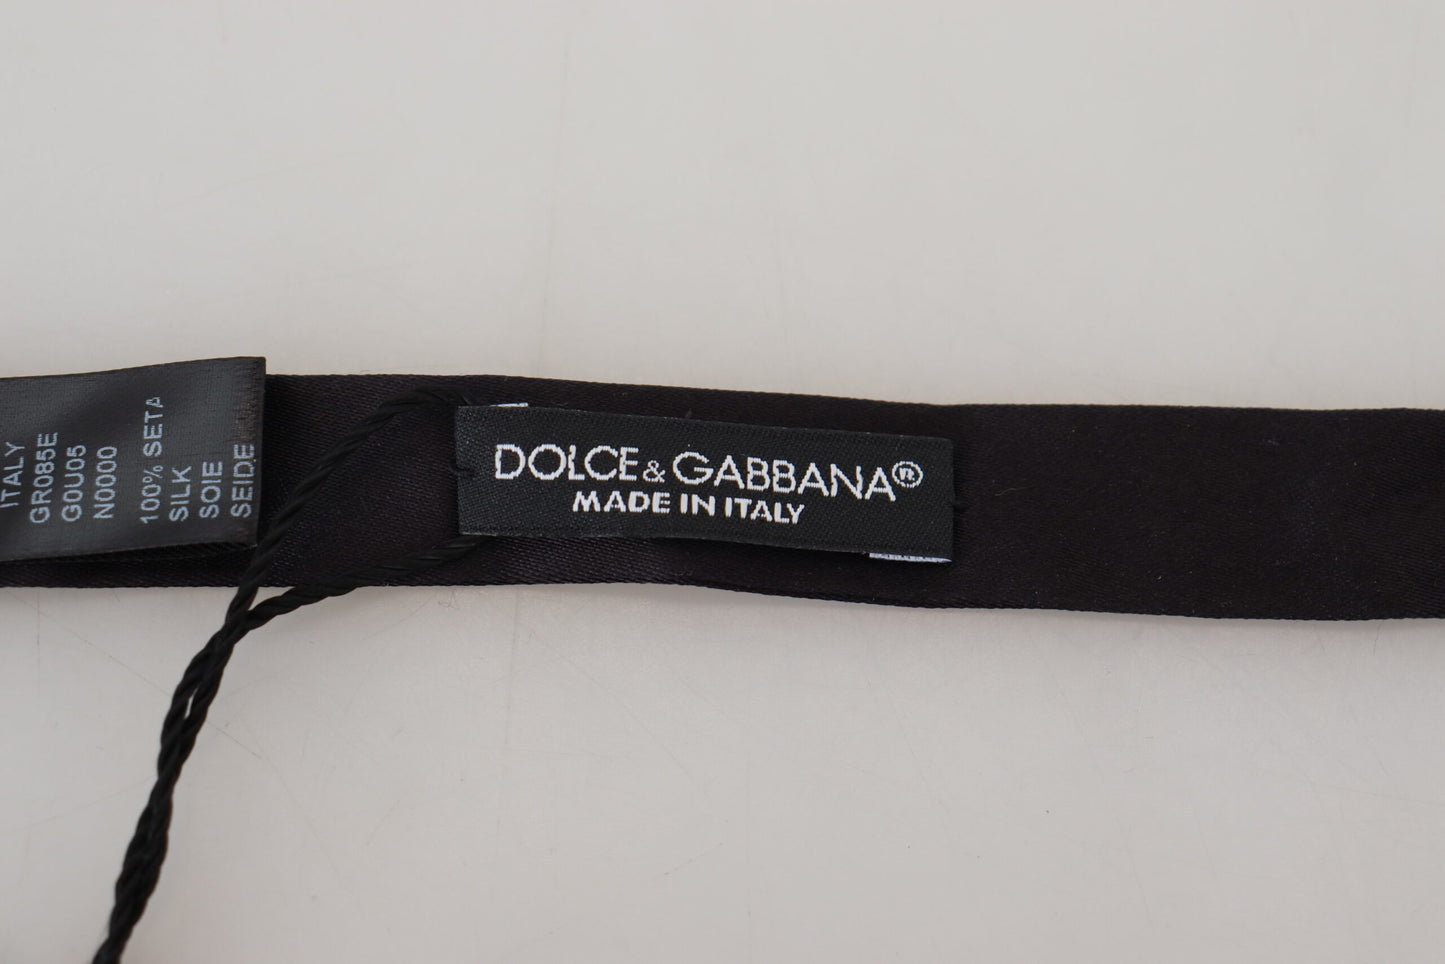 ITALY
GR085E
G0U05
N0000
100% SETA
SILK
SOIE
SEIDE
DOLCE & GABBANA®
MADE IN ITALY